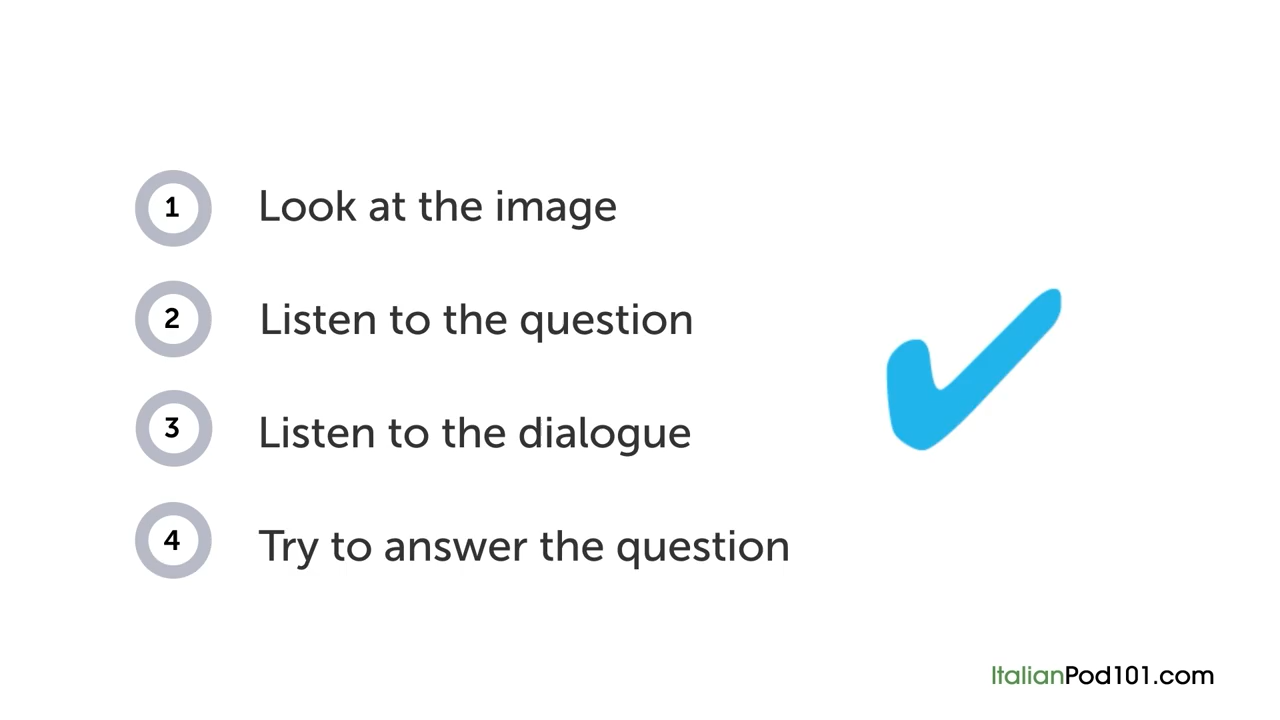 1 Look at the image
2 Listen to the question
3 Listen to the dialogue
4 Try to answer the question
ItalianPod101.com